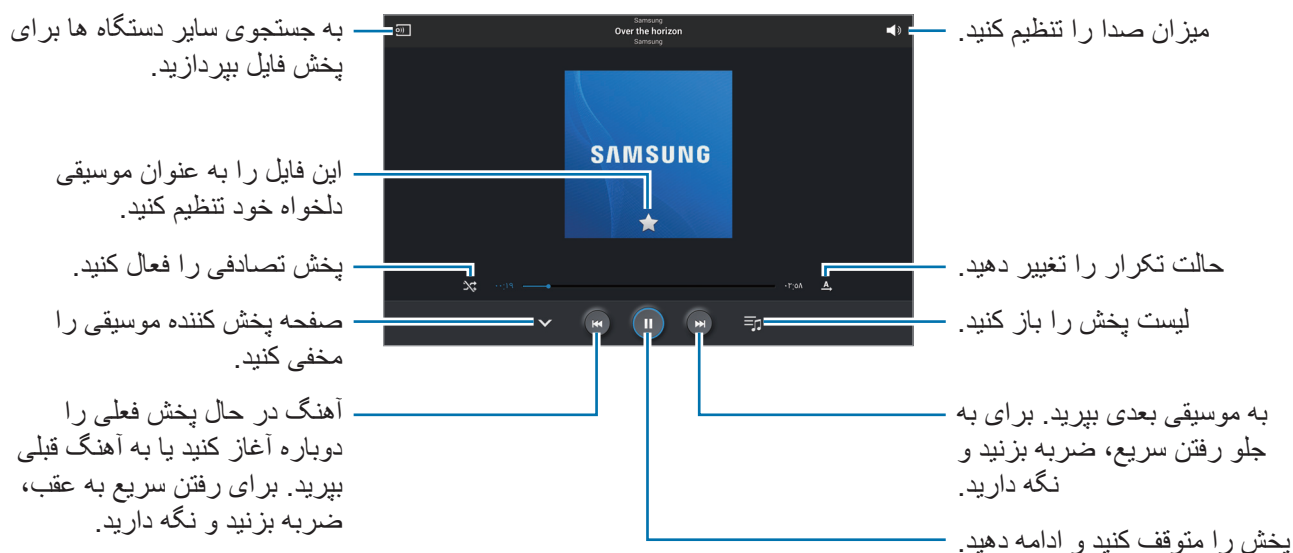 به جستجوی سایر دستگاه ها برای
پخش فایل بپردازید.
این فایل را به عنوان موسیقی
دلخواه خود تنظیم کنید.
پخش تصادفی را فعال کنید.
صفحه پخش کننده موسیقی را
مخفی کنید.
آهنگ در حال پخش فعلی را
دوباره آغاز کنید یا به آهنگ قبلی
بپرید. برای رفتن سریع به عقب،
ضربه بزنید و نگه دارید.
Samsung
Over the horizon
Samsung
SAMSUNG
۰۰:۱۹
۰۲:۵۸
میزان صدا را تنظیم کنید.
حالت تکرار را تغییر دهید.
لیست پخش را باز کنید.
به موسیقی بعدی بپرید. برای به
جلو رفتن سریع، ضربه بزنید و
نگه دارید.
پخش را متوقف کنید و ادامه دهید.